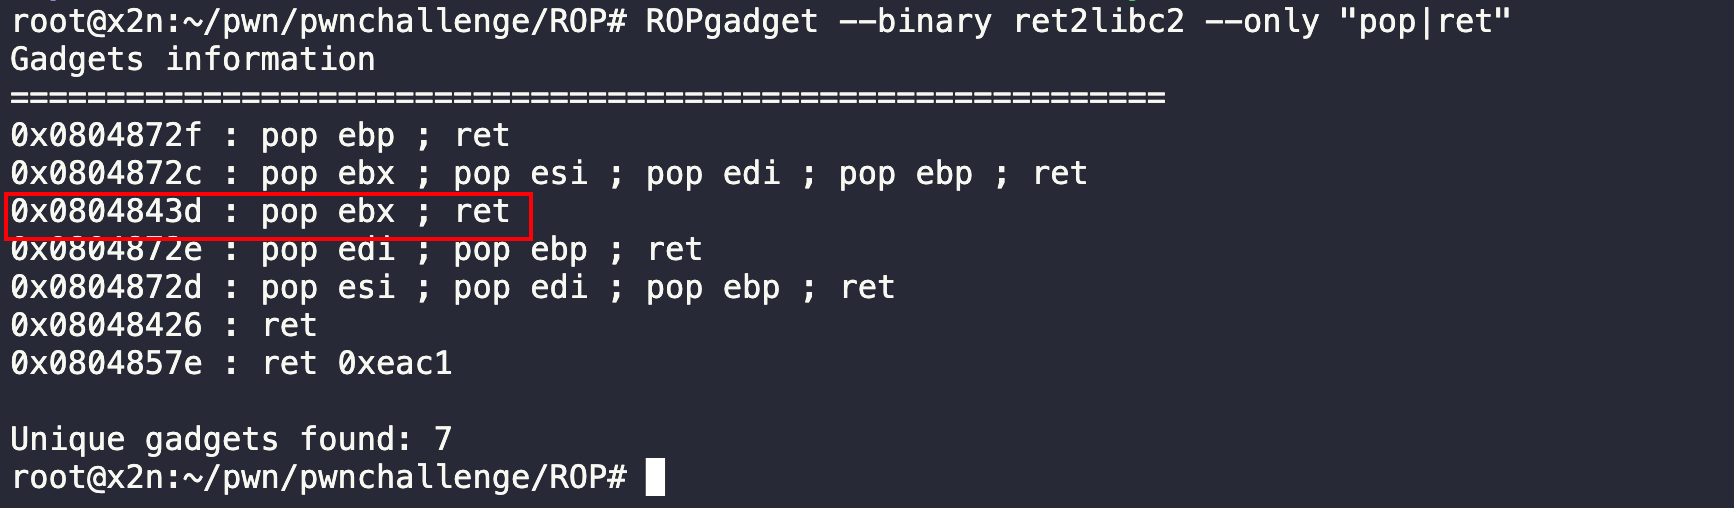 root@x2n:~/pwn/pwnchallenge/ROP# ROPgadget --binary ret2libc2 --only "pop|ret"
Gadgets information
============================================================
0x0804872f : pop ebp ; ret
0x0804872c : pop ebx ; pop esi ; pop edi ; pop ebp ; ret
0x0804843d : pop ebx ; ret
0x0804872e : pop edi ; pop ebp ; ret
0x0804872d : pop esi ; pop edi ; pop ebp ; ret
0x08048426 : ret
0x0804857e : ret 0xeac1
Unique gadgets found: 7
root@x2n:~/pwn/pwnchallenge/ROP#